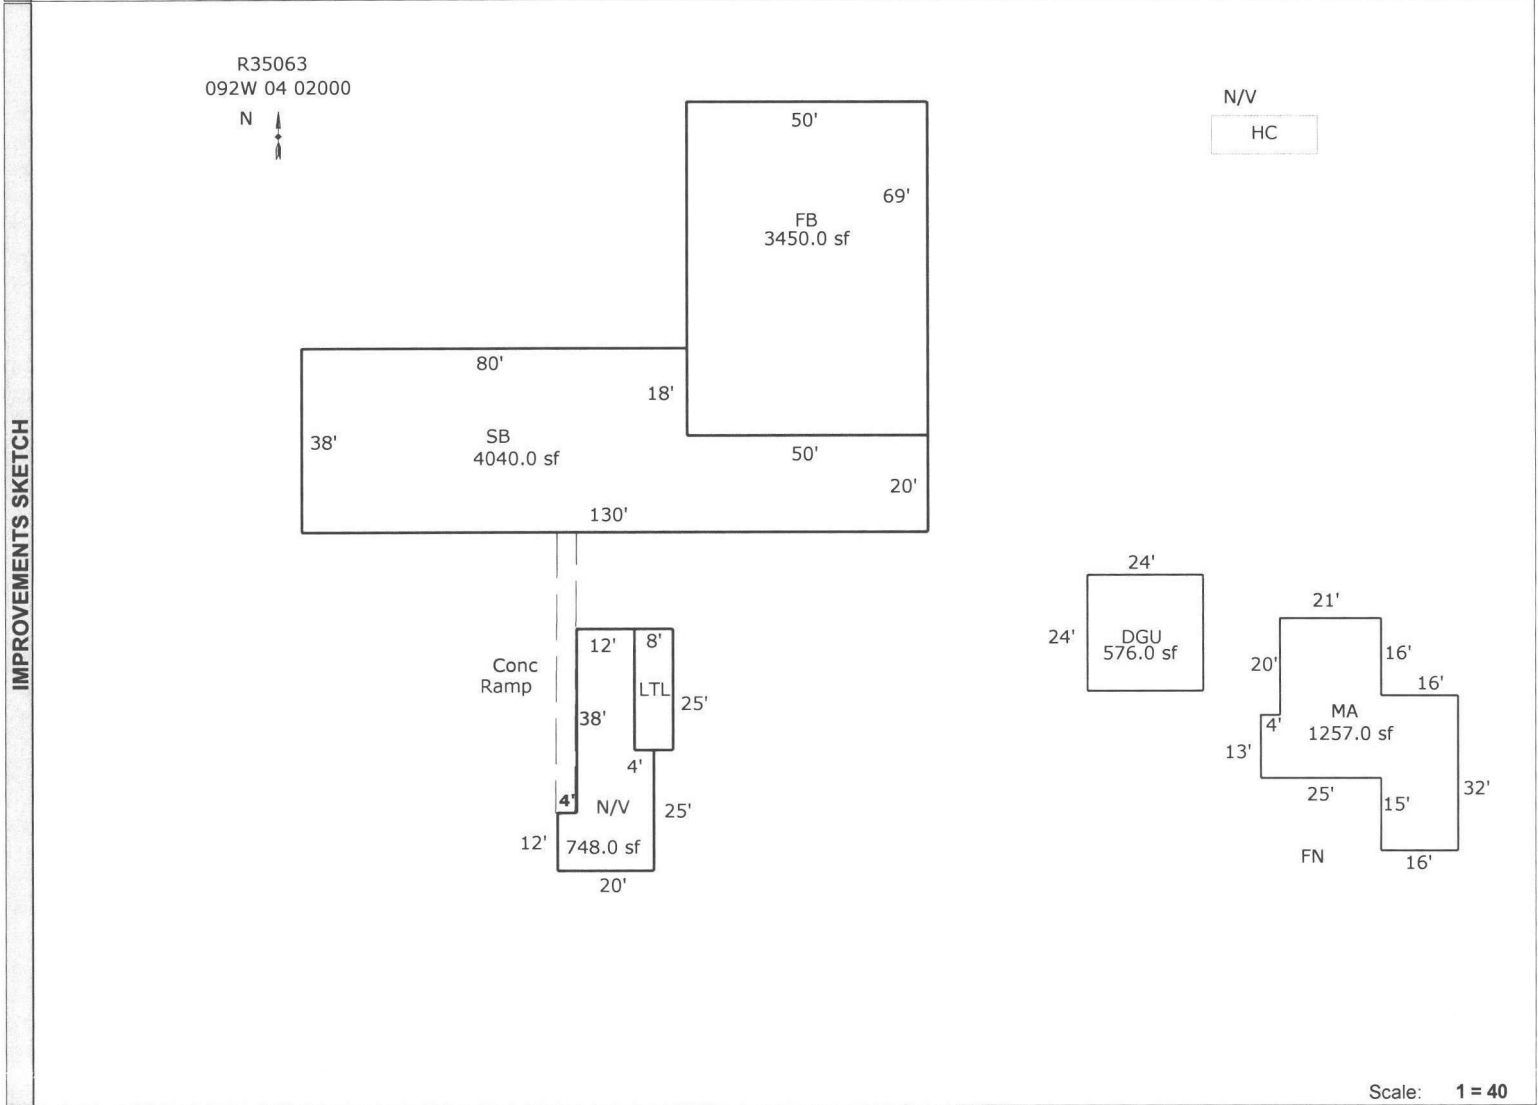 IMPROVEMENTS SKETCH
R35063
092W 04 02000
N
N/V
HC
50'
69'
FB
3450.0 sf
80'
18'
38'
SB
4040.0 sf
50'
20'
130'
24'
24'
DGU
576.0 sf
21'
20'
16'
16'
MA
1257.0 sf
4'
13'
25'
15'
32'
FN
16'
Conc
Ramp
12'
8'
LTL
25'
38'
4'
4'
N/V
25'
12'
748.0 sf
20'
Scale: 1 = 40